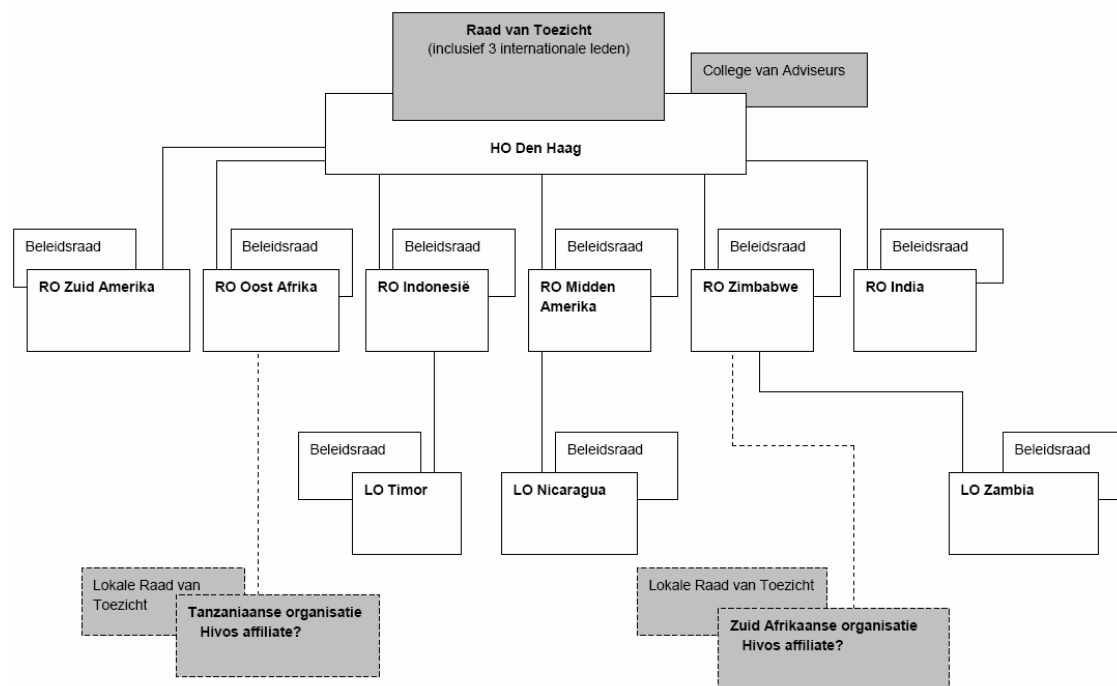 Raad van Toezicht
(inclusief 3 internationale leden)
College van Adviseurs
HO Den Haag
Beleidsraad
RO Zuid Amerika
Beleidsraad
RO Oost Afrika
Beleidsraad
RO Indonesië
Beleidsraad
RO Midden
Amerika
Beleidsraad
RO Zimbabwe
Beleidsraad
RO India
Beleidsraad
LO Timor
Beleidsraad
LO Nicaragua
Beleidsraad
LO Zambia
Lokale Raad van
Toezicht
Tanzaniaanse organisatie
Hivos affiliate?
Lokale Raad van Toezicht
Zuid Afrikaanse organisatie
Hivos affiliate?